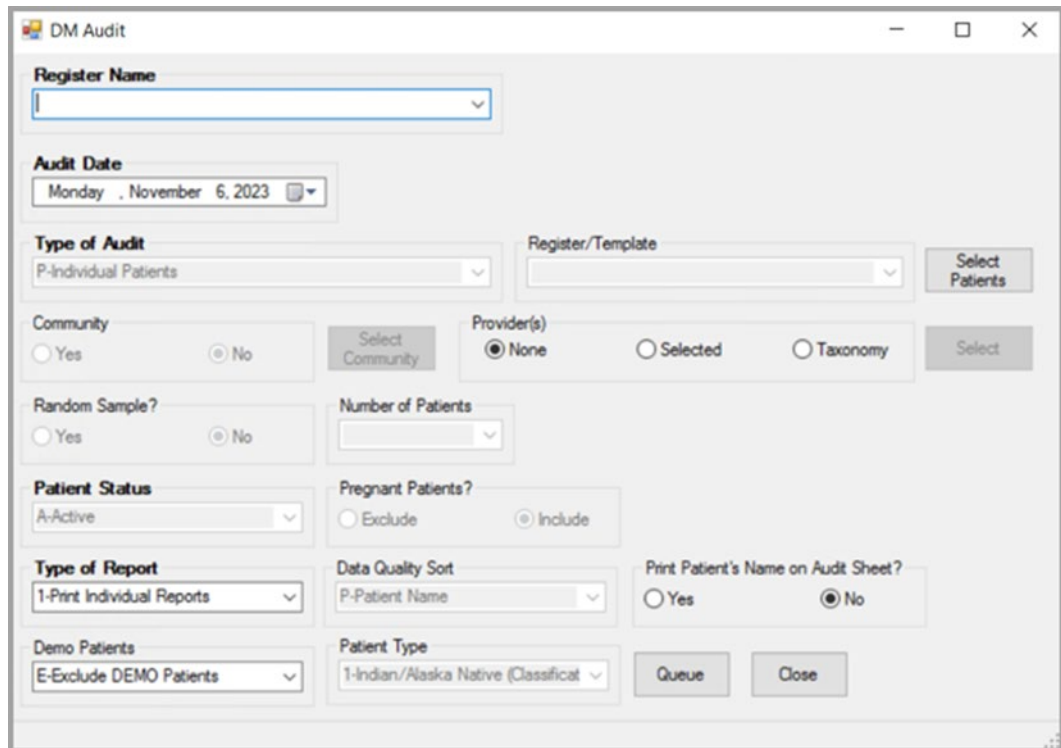 DM Audit
Register Name
Audit Date
Monday , November 6, 2023
Type of Audit
P-Individual Patients
Register/Template
Select
Patients
Community
Yes No
Select
Community
Provider(s)
None Selected Taxonomy
Select
Random Sample?
Yes No
Number of Patients
Patient Status
A-Active
Pregnant Patients?
Exclude Include
Type of Report
1-Print Individual Reports
Data Quality Sort
P-Patient Name
Print Patient's Name on Audit Sheet?
Yes No
Demo Patients
E-Exclude DEMO Patients
Patient Type
1-Indian/Alaska Native (Classificat
Queue
Close